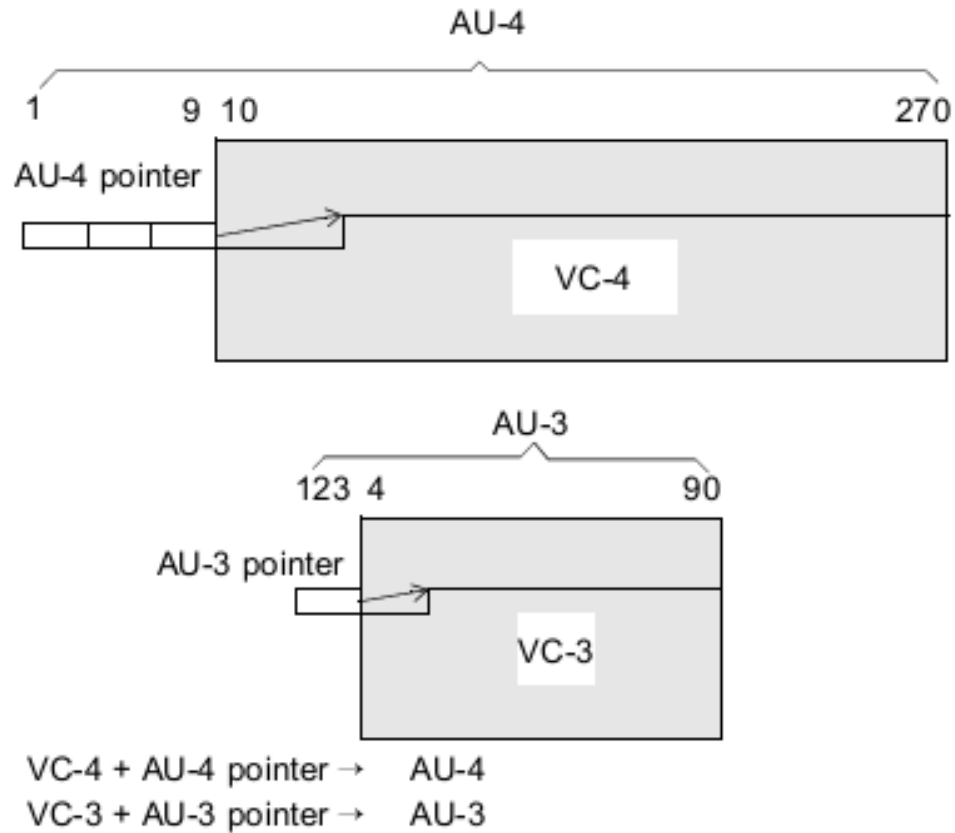 AU-4
1 9 10 270
AU-4 pointer
VC-4
AU-3
123 4 90
AU-3 pointer
VC-3
VC-4 + AU-4 pointer → AU-4
VC-3 + AU-3 pointer → AU-3